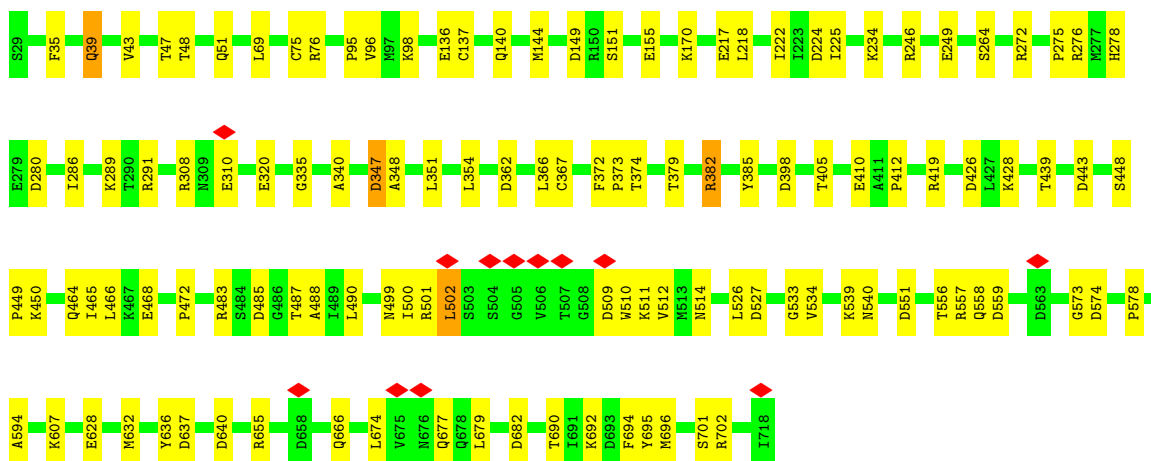 S29 F35 Q39 V43 T47 T48 Q51 L69 C75 R76 P95 V96 M97 K98 E136 C137 Q140 M144 D149 R150 S151 E155 K170 E217 L218 I222 I223 D224 I225 K234 R246 E249 S264 R272 P275 R276 M277 H278
E279 D280 I286 K289 T290 R291 R308 N309 E310 E320 G335 A340 D347 A348 L351 L354 D362 L366 C367 F372 P373 T374 T379 R382 Y385 D398 T405 E410 A411 P412 R419 D426 L427 K428 T439 D443 S448
P449 K450 Q464 I465 L466 K467 E468 P472 R483 S484 D485 G486 T487 A488 I489 L490 N499 I500 R501 L502 S503 S504 G505 V506 T507 G508 D509 W510 K511 V512 M513 N514 L526 D527 G533 V534 K539 N540 D551 T556 R557 Q558 D559 D563 G573 D574 P578
A594 K607 E628 M632 Y636 D637 D640 R655 D658 Q666 L674 V675 N676 Q677 Q678 L679 D682 T690 I691 K692 D693 F694 Y695 M696 S701 R702 I718